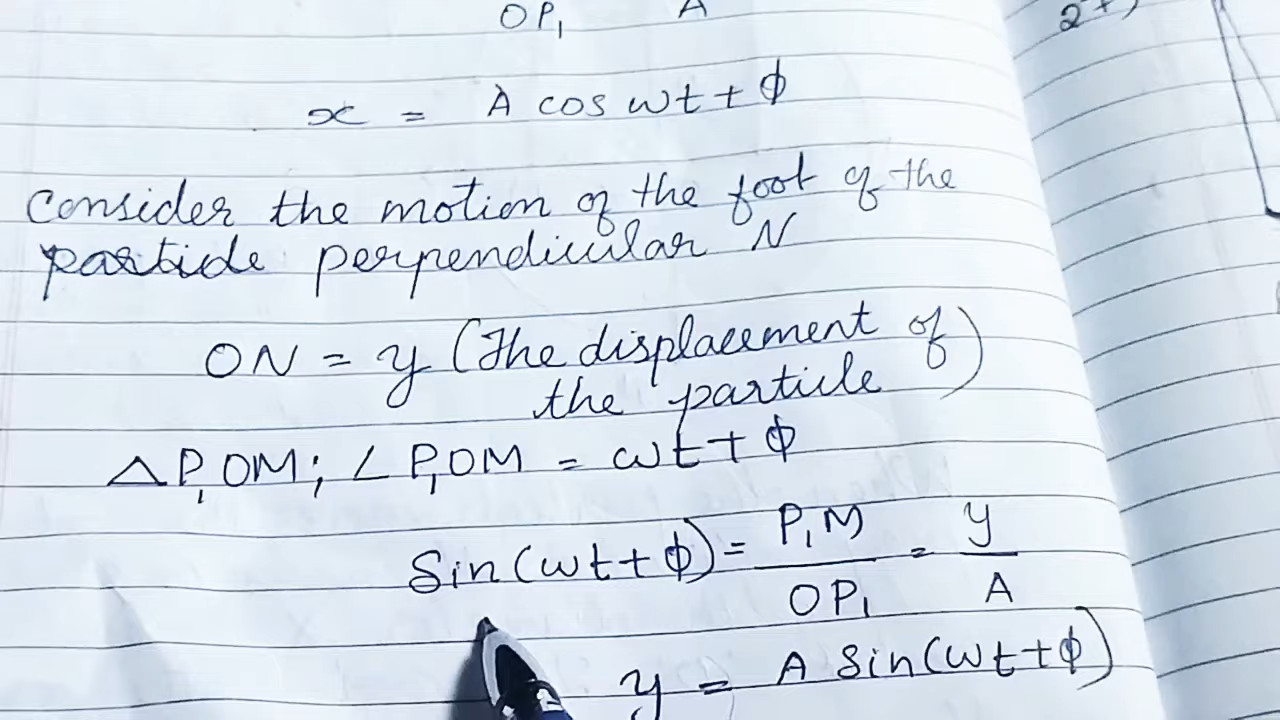 OP₁ A
x = A cos ωt + ϕ
Consider the motion of the foot of the
particle perpendicular N
ON = y (The displacement of
the particle)
△P₁OM; ∠P₁OM = ωt + ϕ
Sin(ωt + ϕ) = P₁M / OP₁ = y / A
y = A Sin(ωt + ϕ)